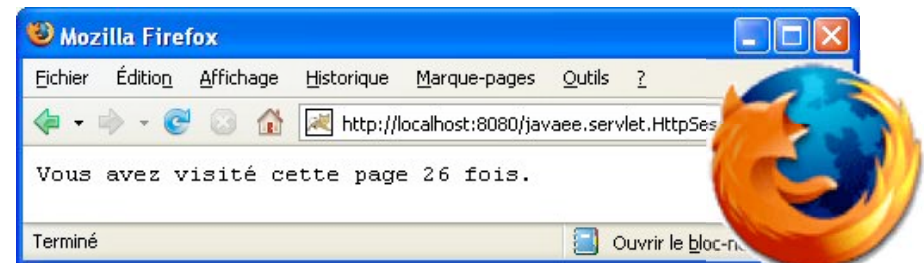 Mozilla Firefox
Fichier Édition Affichage Historique Marque-pages Outils ?
http://localhost:8080/javaee.servlet.HttpSes
Vous avez visité cette page 26 fois.
Terminé Ouvrir le